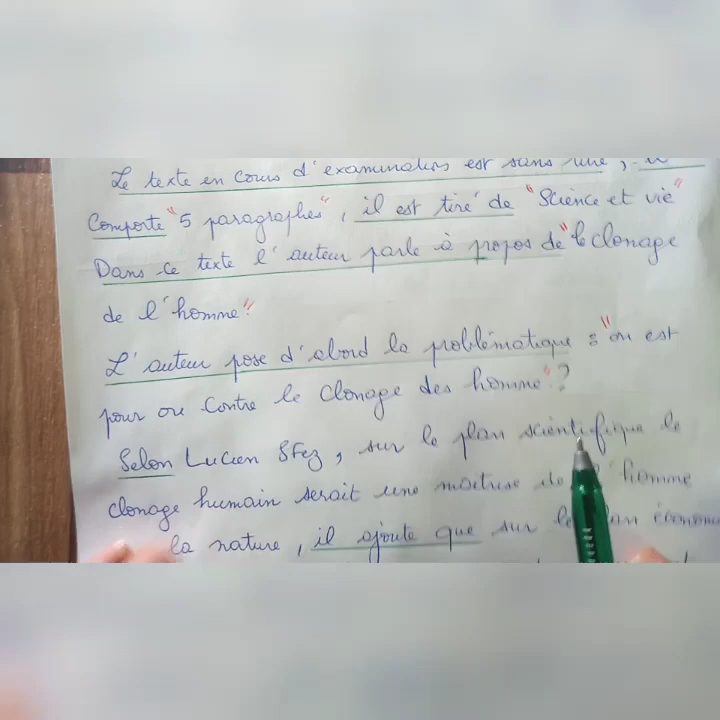 Le texte en cours d'examination est sans une,
Comporte "5 paragraphes", il est tiré de "Science et vie"
Dans ce texte l'auteur parle à propos de "le clonage
de l'homme"
L'auteur pose d'abord la problématique : "on est
pour ou contre le clonage des homme"?
Selon Lucien Sfez, sur le plan scientifique le
clonage humain serait une maitrise de l'homme
la nature, il ajoute que sur le plan économi